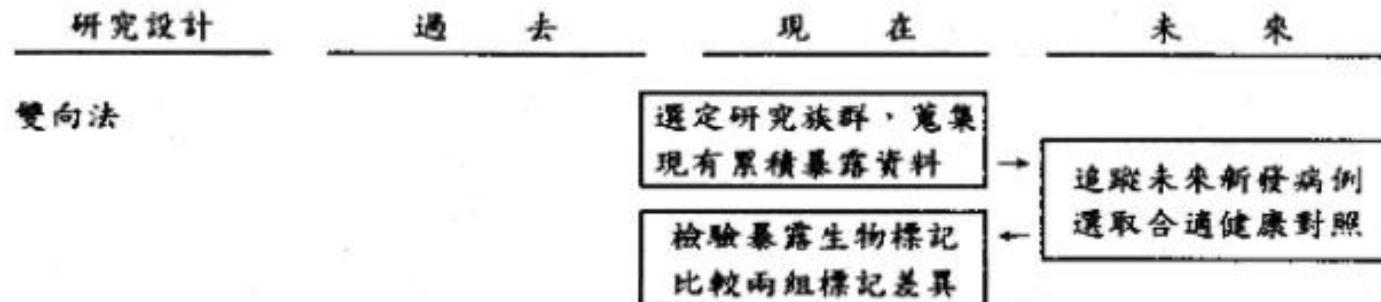 研究設計 過 去 現 在 未 來
雙向法
選定研究族群，蒐集
現有累積暴露資料
追蹤未來新發病例
選取合適健康對照
檢驗暴露生物標記
比較兩組標記差異